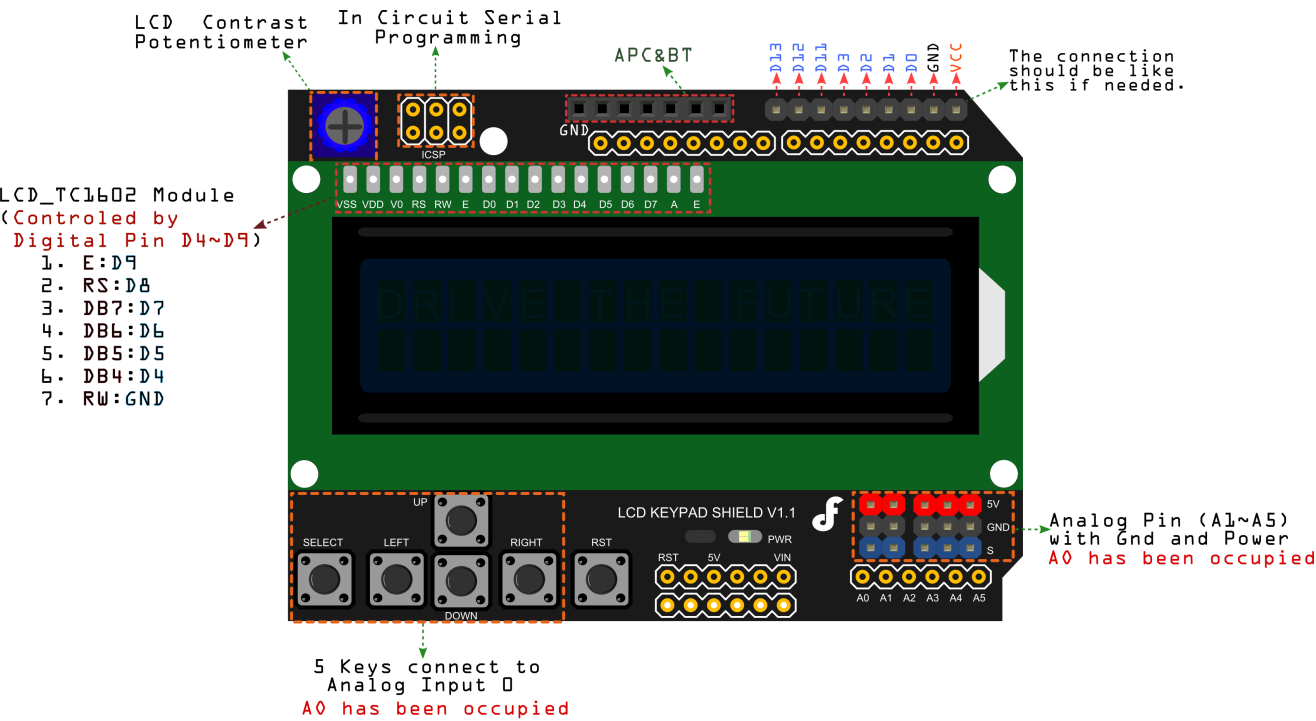 LCD Contrast
Potentiometer
In Circuit Serial
Programming
APC&BT
D13 D12 D11 D3 D2 D1 D0 GND VCC
The connection
should be like
this if needed.
GND
ICSP
VSS VDD V0 RS RW E D0 D1 D2 D3 D4 D5 D6 D7 A E
LCD_TC1602 Module
(Controled by
Digital Pin D4~D9)
1. E:D9
2. RS:D8
3. DB7:D7
4. DB6:D6
5. DB5:D5
6. DB4:D4
7. RW:GND
DRIVE THE FUTURE
UP
SELECT LEFT RIGHT RST
DOWN
LCD KEYPAD SHIELD V1.1
PWR
RST 5V VIN
5V
GND
S
A0 A1 A2 A3 A4 A5
Analog Pin (A1~A5)
with Gnd and Power
A0 has been occupied
5 Keys connect to
Analog Input 0
A0 has been occupied